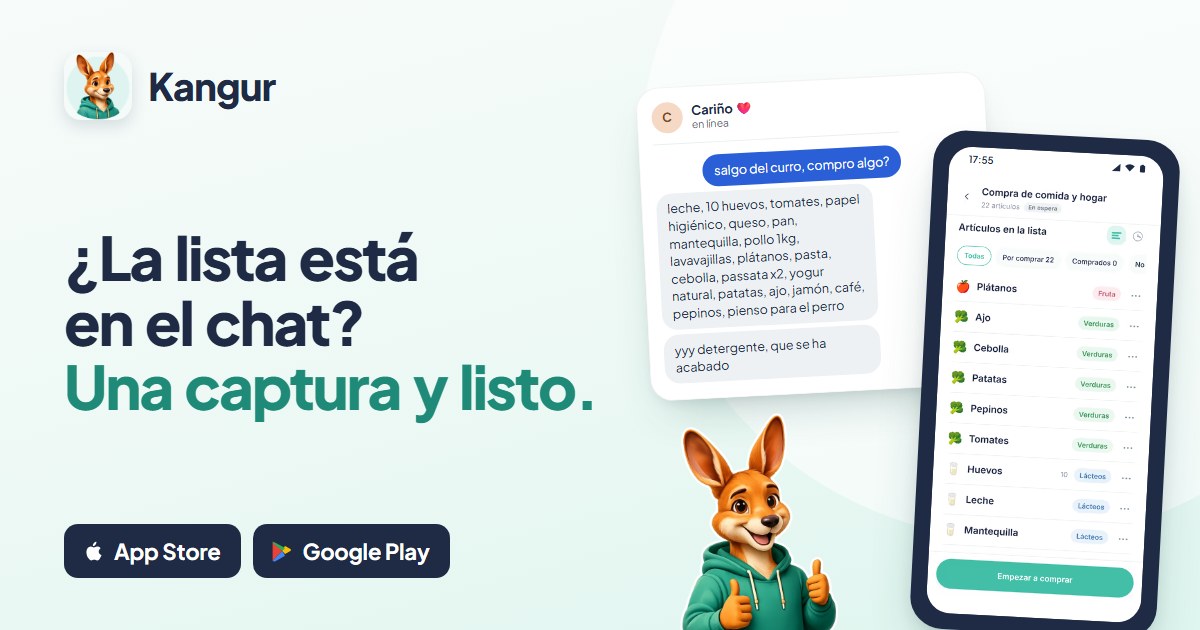 Kangur
¿La lista está
en el chat?
Una captura y listo.
App Store
Google Play
C
Cariño ❤️
en línea
salgo del curro, compro algo?
leche, 10 huevos, tomates, papel
higiénico, queso, pan,
mantequilla, pollo 1kg,
lavavajillas, plátanos, pasta,
cebolla, passata x2, yogur
natural, patatas, ajo, jamón, café,
pepinos, pienso para el perro
yyy detergente, que se ha
acabado
17:55
Compra de comida y hogar
22 artículos En espera
Artículos en la lista
Todas Por comprar 22 Comprados 0 No
Plátanos Fruta
Ajo Verduras
Cebolla Verduras
Patatas Verduras
Pepinos Verduras
Tomates Verduras
Huevos 10 Lácteos
Leche Lácteos
Mantequilla Lácteos
Empezar a comprar